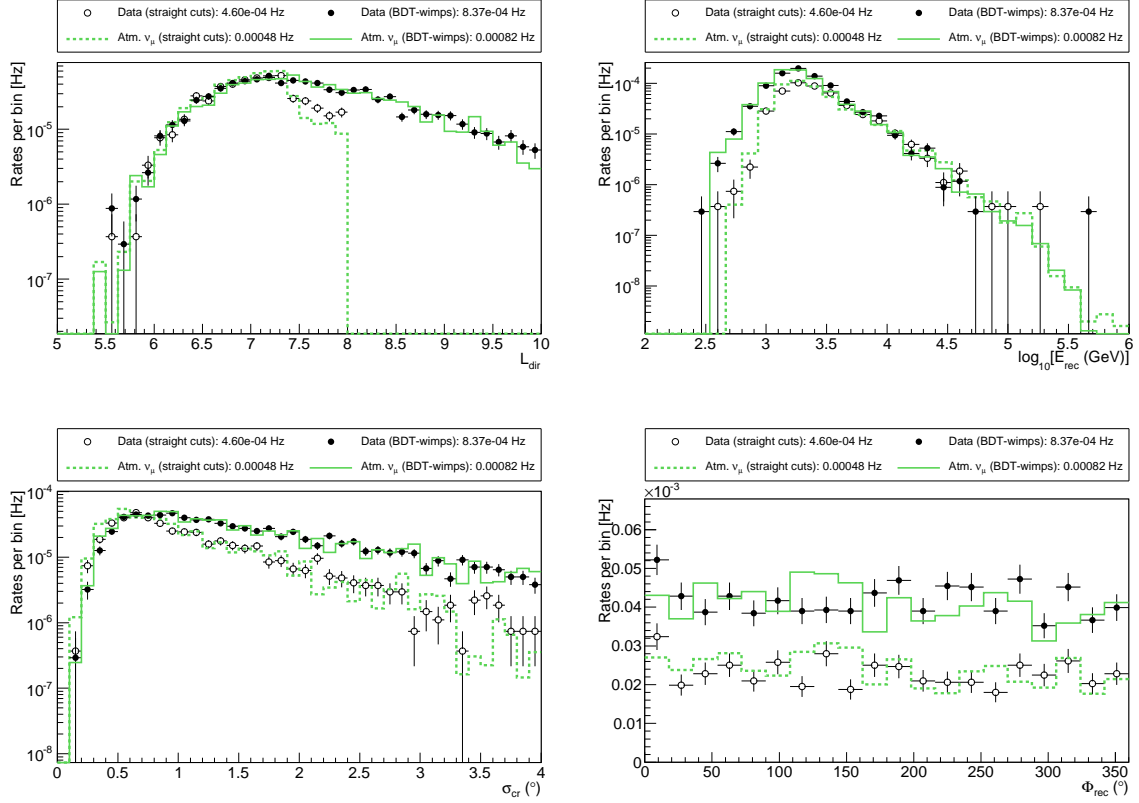 Data (straight cuts): 4.60e-04 Hz Data (BDT-wimps): 8.37e-04 Hz
Atm. ν_μ (straight cuts): 0.00048 Hz Atm. ν_μ (BDT-wimps): 0.00082 Hz
Rates per bin [Hz]
10^-5
10^-6
10^-7
5 5.5 6 6.5 7 7.5 8 8.5 9 9.5 10
L_dir
Data (straight cuts): 4.60e-04 Hz Data (BDT-wimps): 8.37e-04 Hz
Atm. ν_μ (straight cuts): 0.00048 Hz Atm. ν_μ (BDT-wimps): 0.00082 Hz
Rates per bin [Hz]
10^-4
10^-5
10^-6
10^-7
10^-8
2 2.5 3 3.5 4 4.5 5 5.5 6
log_10[E_rec (GeV)]
Data (straight cuts): 4.60e-04 Hz Data (BDT-wimps): 8.37e-04 Hz
Atm. ν_μ (straight cuts): 0.00048 Hz Atm. ν_μ (BDT-wimps): 0.00082 Hz
Rates per bin [Hz]
10^-4
10^-5
10^-6
10^-7
10^-8
0 0.5 1 1.5 2 2.5 3 3.5 4
σ_cr (°)
Data (straight cuts): 4.60e-04 Hz Data (BDT-wimps): 8.37e-04 Hz
Atm. ν_μ (straight cuts): 0.00048 Hz Atm. ν_μ (BDT-wimps): 0.00082 Hz
×10^-3
Rates per bin [Hz]
0.06
0.05
0.04
0.03
0.02
0.01
0
0 50 100 150 200 250 300 350
Φ_rec (°)